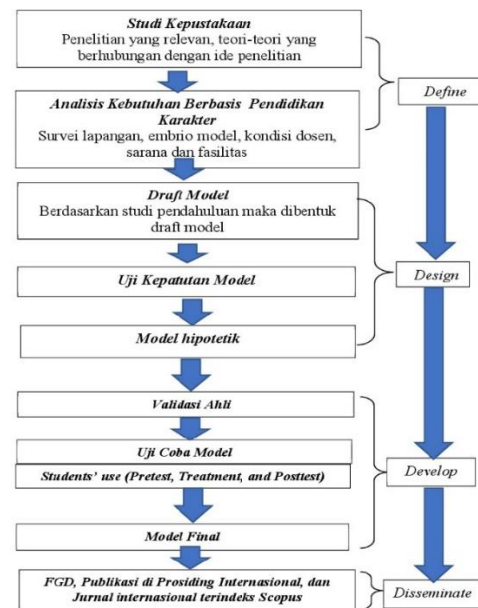 Studi Kepustakaan
Penelitian yang relevan, teori-teori yang
berhubungan dengan ide penelitian
Define
Analisis Kebutuhan Berbasis Pendidikan
Karakter
Survei lapangan, embrio model, kondisi dosen,
sarana dan fasilitas
Draft Model
Berdasarkan studi pendahuluan maka dibentuk
draft model
Uji Kepatutan Model
Design
Model hipotetik
Validasi Ahli
Uji Coba Model
Students' use (Pretest, Treatment, and Posttest)
Develop
Model Final
FGD, Publikasi di Prosiding Internasional, dan
Jurnal internasional terindeks Scopus
Disseminate